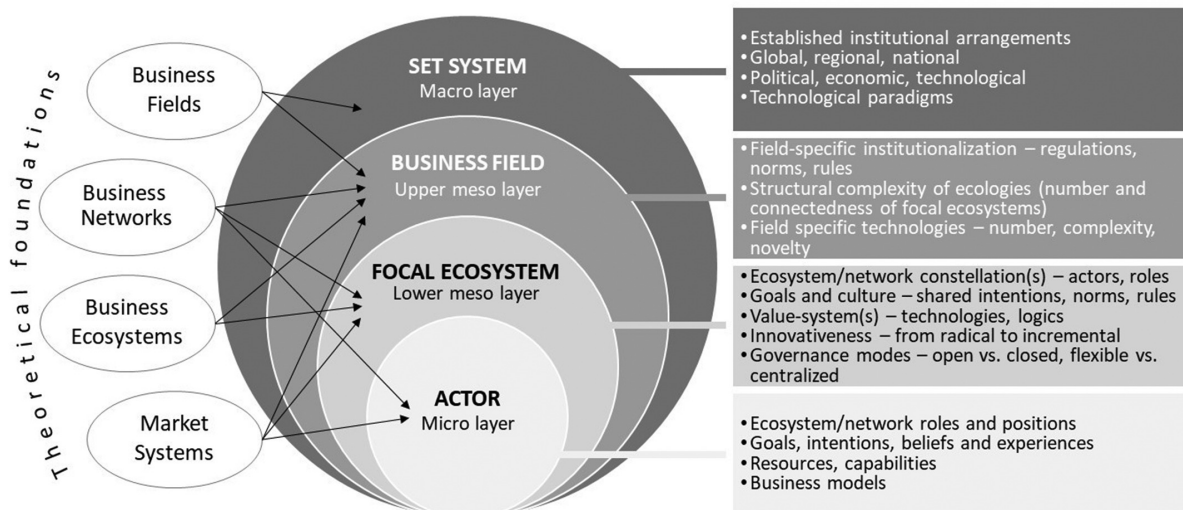 Theoretical foundations
Business
Fields
Business
Networks
Business
Ecosystems
Market
Systems
SET SYSTEM
Macro layer
BUSINESS FIELD
Upper meso layer
FOCAL ECOSYSTEM
Lower meso layer
ACTOR
Micro layer
•Established institutional arrangements
•Global, regional, national
•Political, economic, technological
•Technological paradigms
•Field-specific institutionalization – regulations,
norms, rules
•Structural complexity of ecologies (number and
connectedness of focal ecosystems)
•Field specific technologies – number, complexity,
novelty
•Ecosystem/network constellation(s) – actors, roles
•Goals and culture – shared intentions, norms, rules
•Value-system(s) – technologies, logics
•Innovativeness – from radical to incremental
•Governance modes – open vs. closed, flexible vs.
centralized
•Ecosystem/network roles and positions
•Goals, intentions, beliefs and experiences
•Resources, capabilities
•Business models